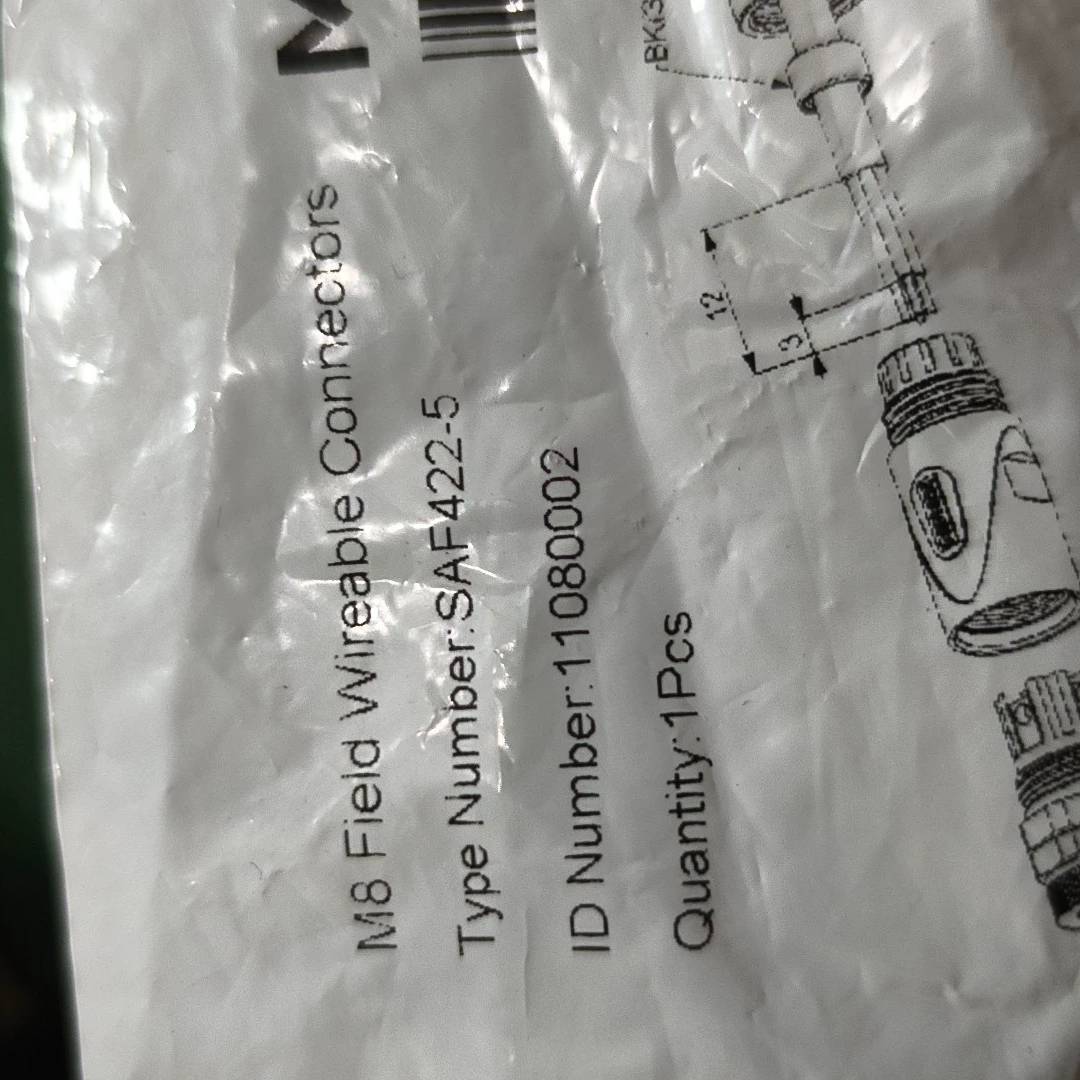 M8 Field Wireable Connectors
Type Number:SAF422-5
ID Number:11080002
Quantity:1Pcs
12
3